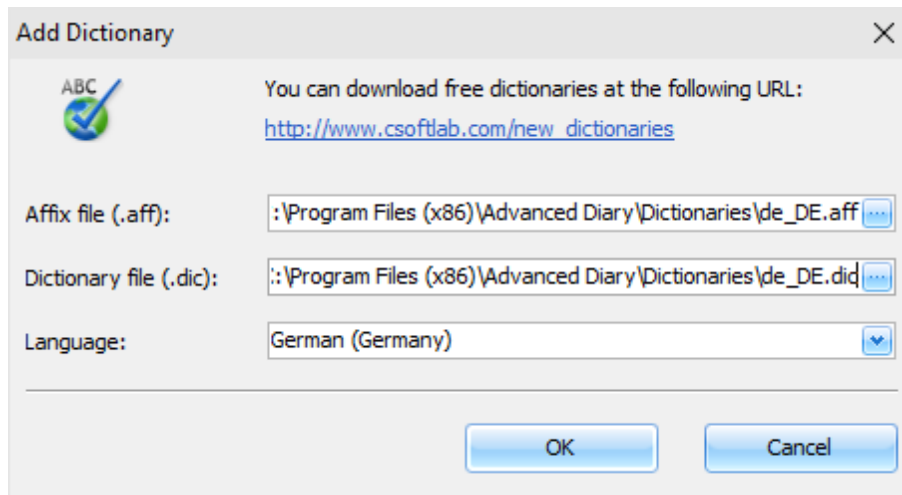 Add Dictionary
ABC
You can download free dictionaries at the following URL:
http://www.csoftlab.com/new_dictionaries
Affix file (.aff): :\Program Files (x86)\Advanced Diary\Dictionaries\de_DE.aff ...
Dictionary file (.dic): :\Program Files (x86)\Advanced Diary\Dictionaries\de_DE.dic ...
Language: German (Germany)
OK Cancel